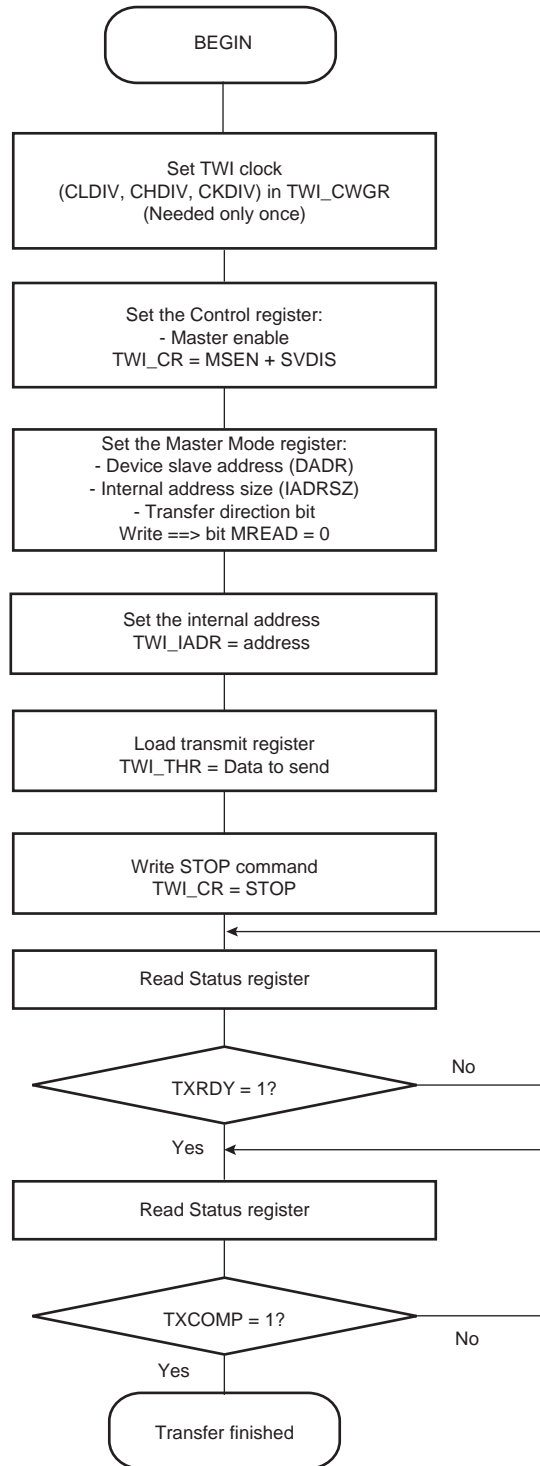 BEGIN
Set TWI clock
(CLDIV, CHDIV, CKDIV) in TWI_CWGR
(Needed only once)
Set the Control register:
- Master enable
TWI_CR = MSEN + SVDIS
Set the Master Mode register:
- Device slave address (DADR)
- Internal address size (IADRSZ)
- Transfer direction bit
Write ==> bit MREAD = 0
Set the internal address
TWI_IADR = address
Load transmit register
TWI_THR = Data to send
Write STOP command
TWI_CR = STOP
Read Status register
No
TXRDY = 1?
Yes
Read Status register
TXCOMP = 1?
No
Yes
Transfer finished